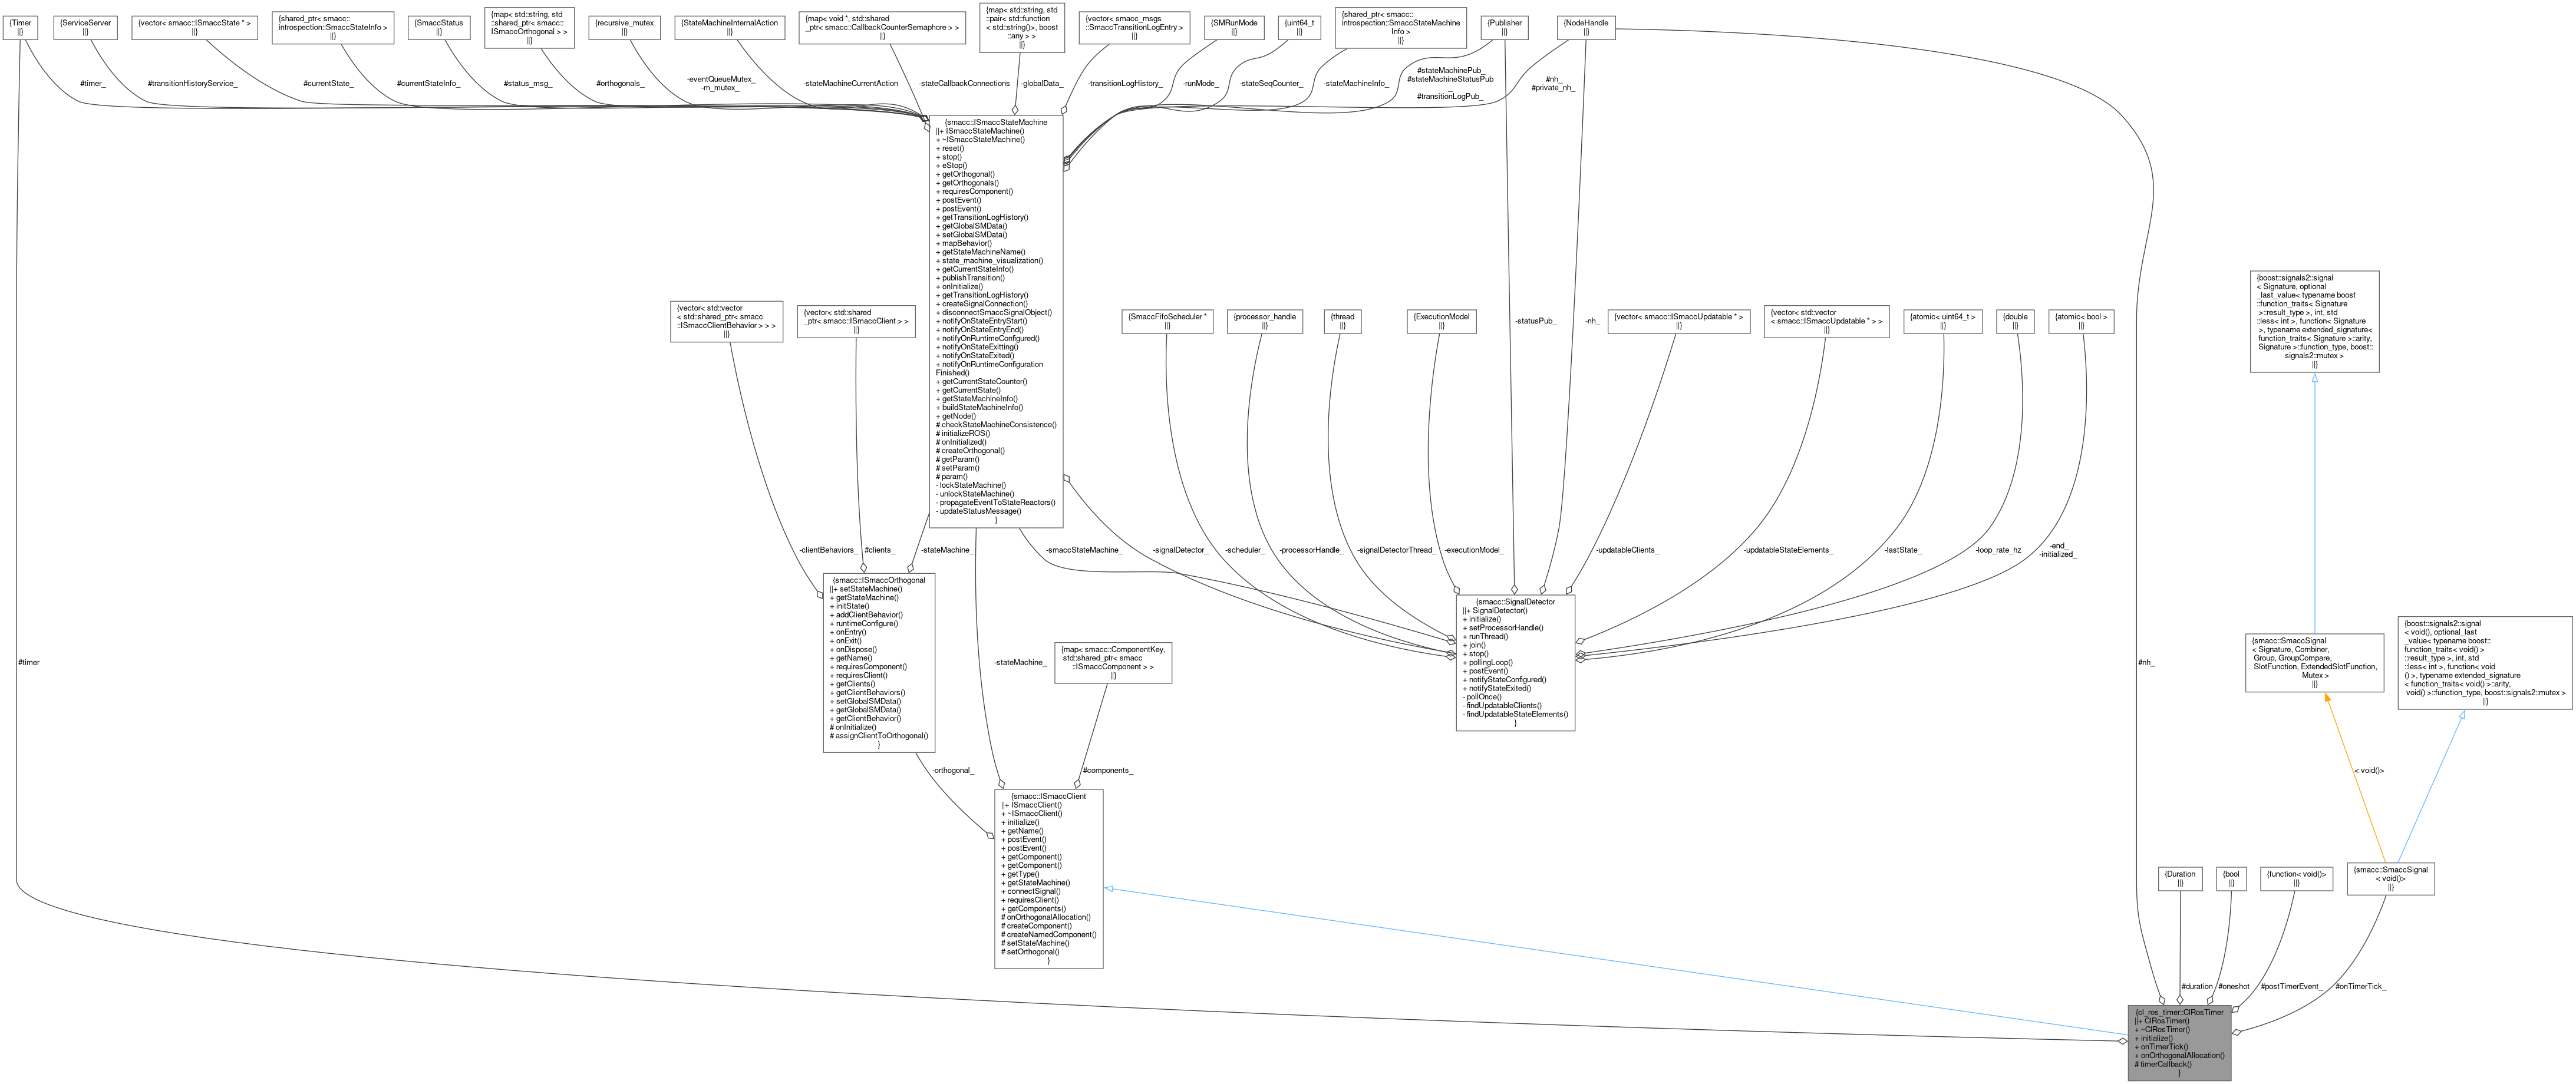 {Timer
||}
{ServiceServer
||}
{vector< smacc::ISmaccState * >
||}
{shared_ptr< smacc::
introspection::SmaccStateInfo >
||}
{SmaccStatus
||}
{map< std::string, std
::shared_ptr< smacc::
ISmaccOrthogonal > >
||}
{recursive_mutex
||}
{StateMachineInternalAction
||}
{map< void *, std::shared
_ptr< smacc::CallbackCounterSemaphore > >
||}
{map< std::string, std
::pair< std::function
< std::string()>, boost
::any > >
||}
{vector< smacc_msgs
::SmaccTransitionLogEntry >
||}
{SMRunMode
||}
{uint64_t
||}
{shared_ptr< smacc::
introspection::SmaccStateMachine
Info >
||}
{Publisher
||}
{NodeHandle
||}
#timer_
#transitionHistoryService_
#currentState_
#currentStateInfo_
#status_msg_
#orthogonals_
-eventQueueMutex_
-m_mutex_
-stateMachineCurrentAction
-stateCallbackConnections
-globalData_
-transitionLogHistory_
-runMode_
-stateSeqCounter_
-stateMachineInfo_
#stateMachinePub_
#stateMachineStatusPub
_
#transitionLogPub_
#nh_
#private_nh_
{smacc::ISmaccStateMachine
||+ ISmaccStateMachine()
+ ~ISmaccStateMachine()
+ reset()
+ stop()
+ eStop()
+ getOrthogonal()
+ getOrthogonals()
+ requiresComponent()
+ postEvent()
+ postEvent()
+ getTransitionLogHistory()
+ getGlobalSMData()
+ setGlobalSMData()
+ mapBehavior()
+ getStateMachineName()
+ state_machine_visualization()
+ getCurrentStateInfo()
+ publishTransition()
+ onInitialize()
+ getTransitionLogHistory()
+ createSignalConnection()
+ disconnectSmaccSignalObject()
+ notifyOnStateEntryStart()
+ notifyOnStateEntryEnd()
+ notifyOnRuntimeConfigured()
+ notifyOnStateExitting()
+ notifyOnStateExited()
+ notifyOnRuntimeConfiguration
Finished()
+ getCurrentStateCounter()
+ getCurrentState()
+ getStateMachineInfo()
+ buildStateMachineInfo()
+ getNode()
# checkStateMachineConsistence()
# initializeROS()
# onInitialized()
# createOrthogonal()
# getParam()
# setParam()
# param()
- lockStateMachine()
- unlockStateMachine()
- propagateEventToStateReactors()
- updateStatusMessage()
}
{boost::signals2::signal
< Signature, optional
_last_value< typename boost
::function_traits< Signature
>::result_type >, int, std
::less< int >, function< Signature
>, typename extended_signature<
function_traits< Signature >::arity,
Signature >::function_type, boost::
signals2::mutex >
||}
{vector< std::vector
< std::shared_ptr< smacc
::ISmaccClientBehavior > > >
||}
{vector< std::shared
_ptr< smacc::ISmaccClient > >
||}
{SmaccFifoScheduler *
||}
{processor_handle
||}
{thread
||}
{ExecutionModel
||}
-statusPub_
-nh_
{vector< smacc::ISmaccUpdatable * >
||}
{vector< std::vector
< smacc::ISmaccUpdatable * > >
||}
{atomic< uint64_t >
||}
{double
||}
{atomic< bool >
||}
-clientBehaviors_
#clients_
-stateMachine_
-smaccStateMachine_
-signalDetector_
-scheduler_
-processorHandle_
-signalDetectorThread_
-executionModel_
-updatableClients_
-updatableStateElements_
-lastState_
-loop_rate_hz
-end_
-initialized_
{smacc::ISmaccOrthogonal
||+ setStateMachine()
+ getStateMachine()
+ initState()
+ addClientBehavior()
+ runtimeConfigure()
+ onEntry()
+ onExit()
+ onDispose()
+ getName()
+ requiresComponent()
+ requiresClient()
+ getClients()
+ getClientBehaviors()
+ setGlobalSMData()
+ getGlobalSMData()
+ getClientBehavior()
# onInitialize()
# assignClientToOrthogonal()
}
{smacc::SignalDetector
||+ SignalDetector()
+ initialize()
+ setProcessorHandle()
+ runThread()
+ join()
+ stop()
+ pollingLoop()
+ postEvent()
+ notifyStateConfigured()
+ notifyStateExited()
- pollOnce()
- findUpdatableClients()
- findUpdatableStateElements()
}
{smacc::SmaccSignal
< Signature, Combiner,
Group, GroupCompare,
SlotFunction, ExtendedSlotFunction,
Mutex >
||}
{boost::signals2::signal
< void(), optional_last
_value< typename boost::
function_traits< void() >
::result_type >, int, std
::less< int >, function< void
() >, typename extended_signature
< function_traits< void() >::arity,
void() >::function_type, boost::signals2::mutex >
||}
#timer
-stateMachine_
{map< smacc::ComponentKey,
std::shared_ptr< smacc
::ISmaccComponent > >
||}
#nh_
-orthogonal_
#components_
< void()>
{smacc::ISmaccClient
||+ ISmaccClient()
+ ~ISmaccClient()
+ initialize()
+ getName()
+ postEvent()
+ postEvent()
+ getComponent()
+ getComponent()
+ getType()
+ getStateMachine()
+ connectSignal()
+ requiresClient()
+ getComponents()
# onOrthogonalAllocation()
# createComponent()
# createNamedComponent()
# setStateMachine()
# setOrthogonal()
}
{Duration
||}
{bool
||}
{function< void()>
||}
{smacc::SmaccSignal
< void()>
||}
#duration
#oneshot
#postTimerEvent_
#onTimerTick_
{cl_ros_timer::ClRosTimer
||+ ClRosTimer()
+ ~ClRosTimer()
+ initialize()
+ onTimerTick()
+ onOrthogonalAllocation()
# timerCallback()
}